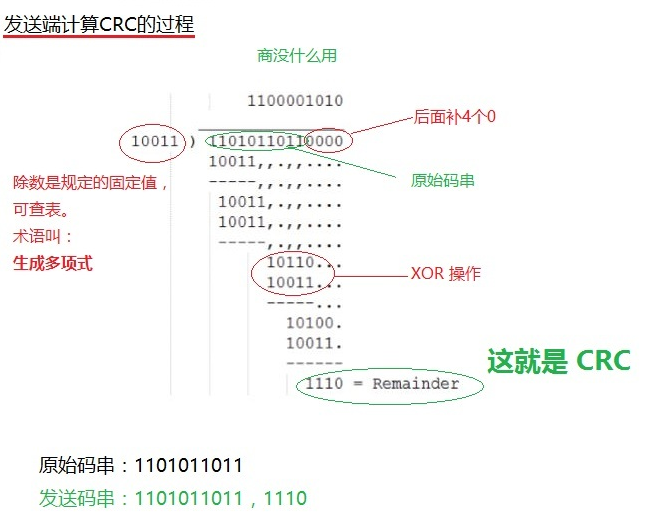 发送端计算CRC的过程
商没什么用
1100001010
后面补4个0
10011 ) 11010110110000
10011,,.,,....
原始码串
-----,,.,,....
除数是规定的固定值，
可查表。
术语叫：
生成多项式
10011,.,,....
10011,.,,....
-----,.,,....
10110...
10011...
XOR 操作
-----...
10100.
10011.
------
这就是 CRC
1110 = Remainder
原始码串：1101011011
发送码串：1101011011，1110